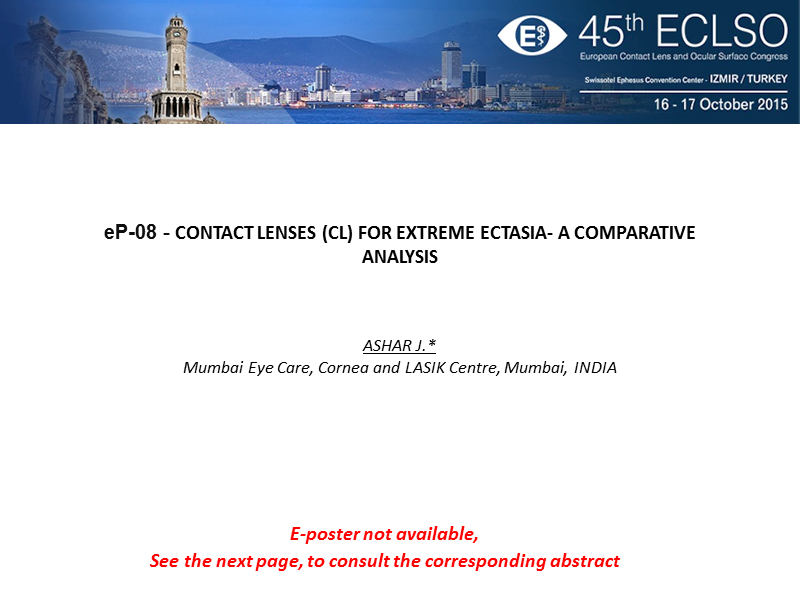 45th ECLSO
European Contact Lens and Ocular Surface Congress
Swissotel Ephesus Convention Center - IZMIR / TURKEY
16 - 17 October 2015
eP-08 - CONTACT LENSES (CL) FOR EXTREME ECTASIA- A COMPARATIVE
ANALYSIS
ASHAR J.*
Mumbai Eye Care, Cornea and LASIK Centre, Mumbai, INDIA
E-poster not available,
See the next page, to consult the corresponding abstract